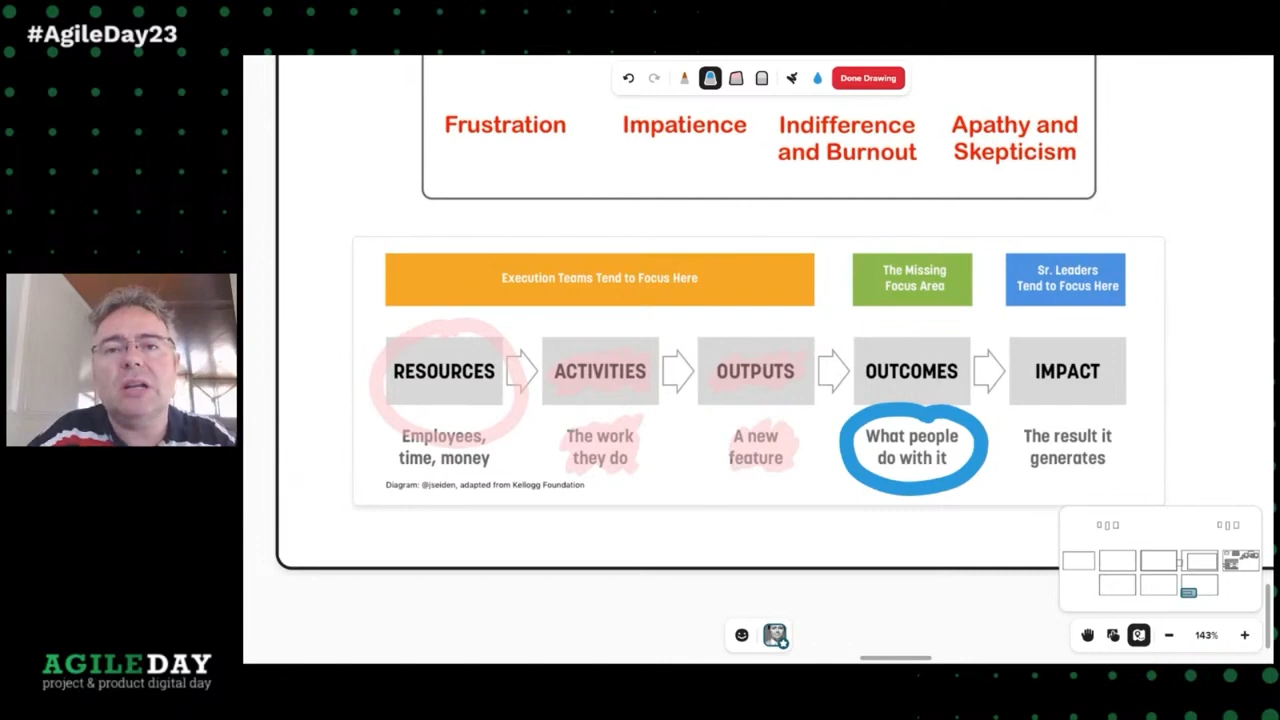 #AgileDay23
Done Drawing
Frustration
Impatience
Indifference
and Burnout
Apathy and
Skepticism
Execution Teams Tend to Focus Here
The Missing
Focus Area
Sr. Leaders
Tend to Focus Here
RESOURCES
ACTIVITIES
OUTPUTS
OUTCOMES
IMPACT
Employees,
time, money
The work
they do
A new
feature
What people
do with it
The result it
generates
Diagram: @jseiden, adapted from Kellogg Foundation
143%
AGILEDAY
project & product digital day